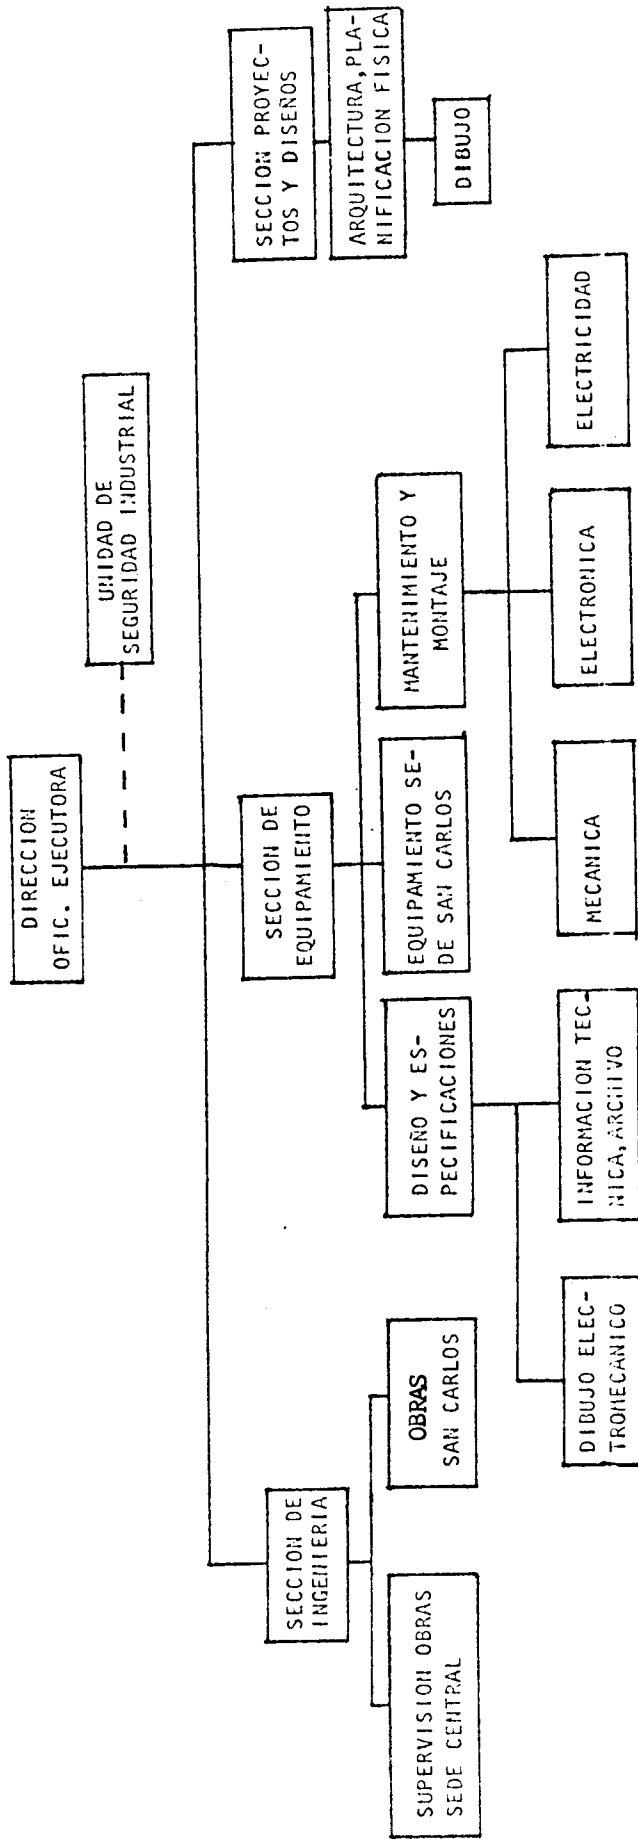 DIRECCION
OFIC. EJECUTORA
UNIDAD DE
SEGURIDAD INDUSTRIAL
SECCION DE
INGENIERIA
SECCION DE
EQUIPAMIENTO
SECCION PROYEC-
TOS Y DISEÑOS
SUPERVISION OBRAS
SEDE CENTRAL
OBRAS
SAN CARLOS
DISEÑO Y ES-
PECIFICACIONES
EQUIPAMIENTO SE-
DE SAN CARLOS
MANTENIMIENTO Y
MONTAJE
ARQUITECTURA,PLA-
NIFICACION FISICA
DIBUJO
DIBUJO ELEC-
TROMECANICO
INFORMACION TEC-
NICA,ARCHIVO
MECANICA
ELECTRONICA
ELECTRICIDAD